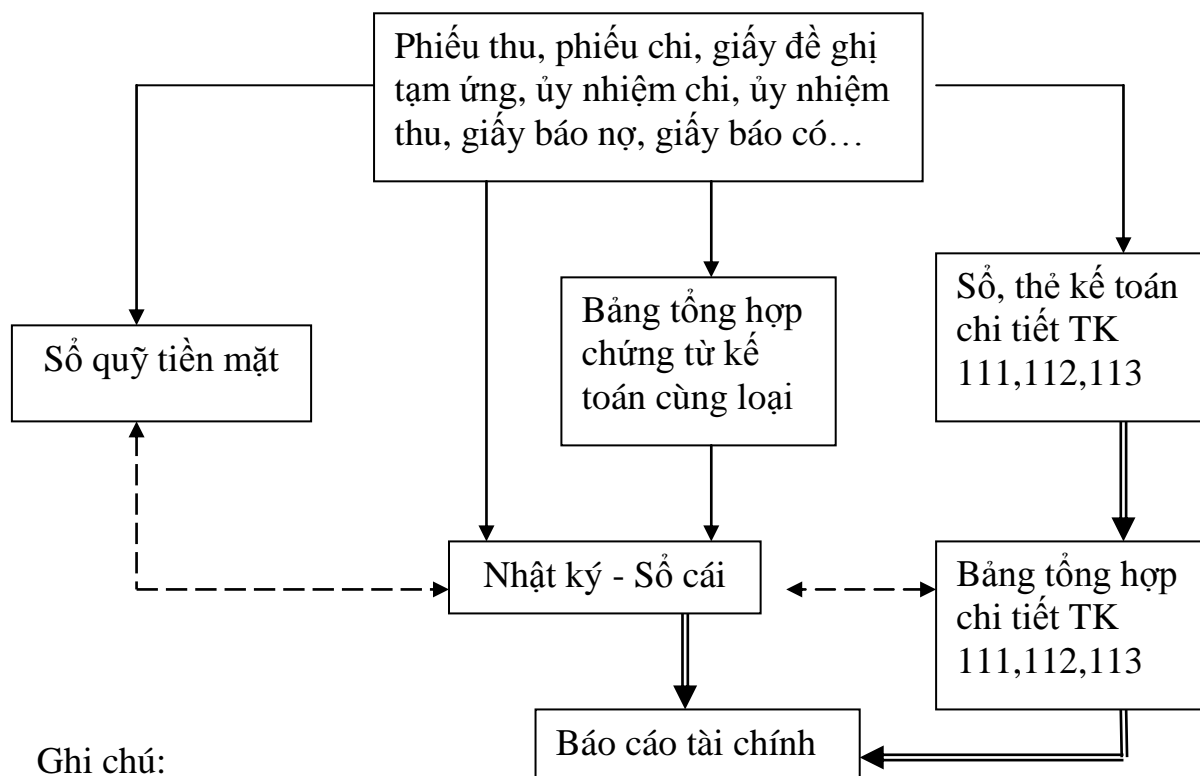 Phiếu thu, phiếu chi, giấy đề ghị
tạm ứng, ủy nhiệm chi, ủy nhiệm
thu, giấy báo nợ, giấy báo có…
Sổ quỹ tiền mặt
Bảng tổng hợp
chứng từ kế
toán cùng loại
Sổ, thẻ kế toán
chi tiết TK
111,112,113
Nhật ký - Sổ cái
Bảng tổng hợp
chi tiết TK
111,112,113
Báo cáo tài chính
Ghi chú: